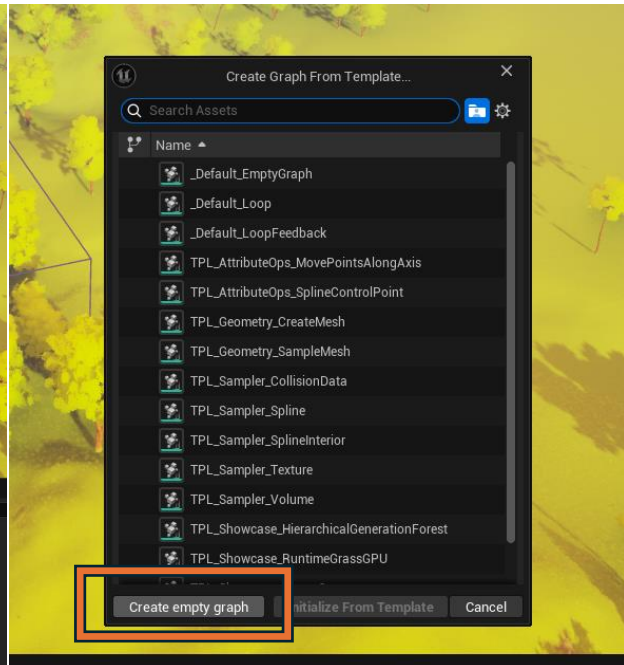 Create Graph From Template...
Search Assets
Name
_Default_EmptyGraph
_Default_Loop
_Default_LoopFeedback
TPL_AttributeOps_MovePointsAlongAxis
TPL_AttributeOps_SplineControlPoint
TPL_Geometry_CreateMesh
TPL_Geometry_SampleMesh
TPL_Sampler_CollisionData
TPL_Sampler_Spline
TPL_Sampler_SplineInterior
TPL_Sampler_Texture
TPL_Sampler_Volume
TPL_Showcase_HierarchicalGenerationForest
TPL_Showcase_RuntimeGrassGPU
Create empty graph nitialize From Template Cancel